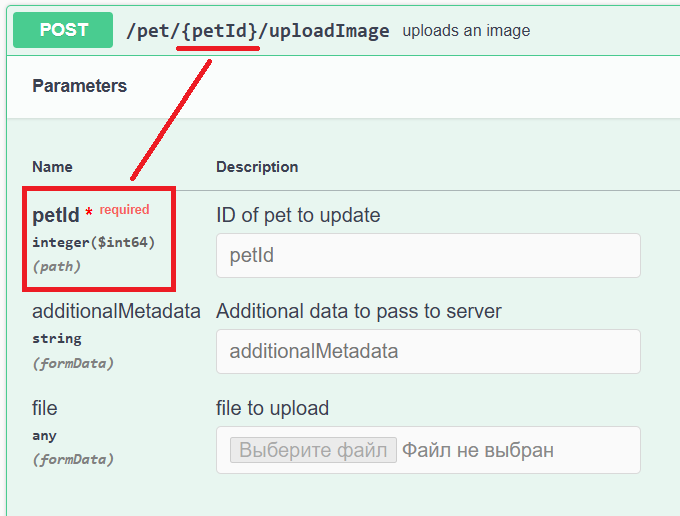 POST /pet/{petId}/uploadImage uploads an image
Parameters
Name Description
petId * required ID of pet to update
integer($int64) petId
(path)
additionalMetadata Additional data to pass to server
string additionalMetadata
(formData)
file file to upload
any Выберите файл Файл не выбран
(formData)